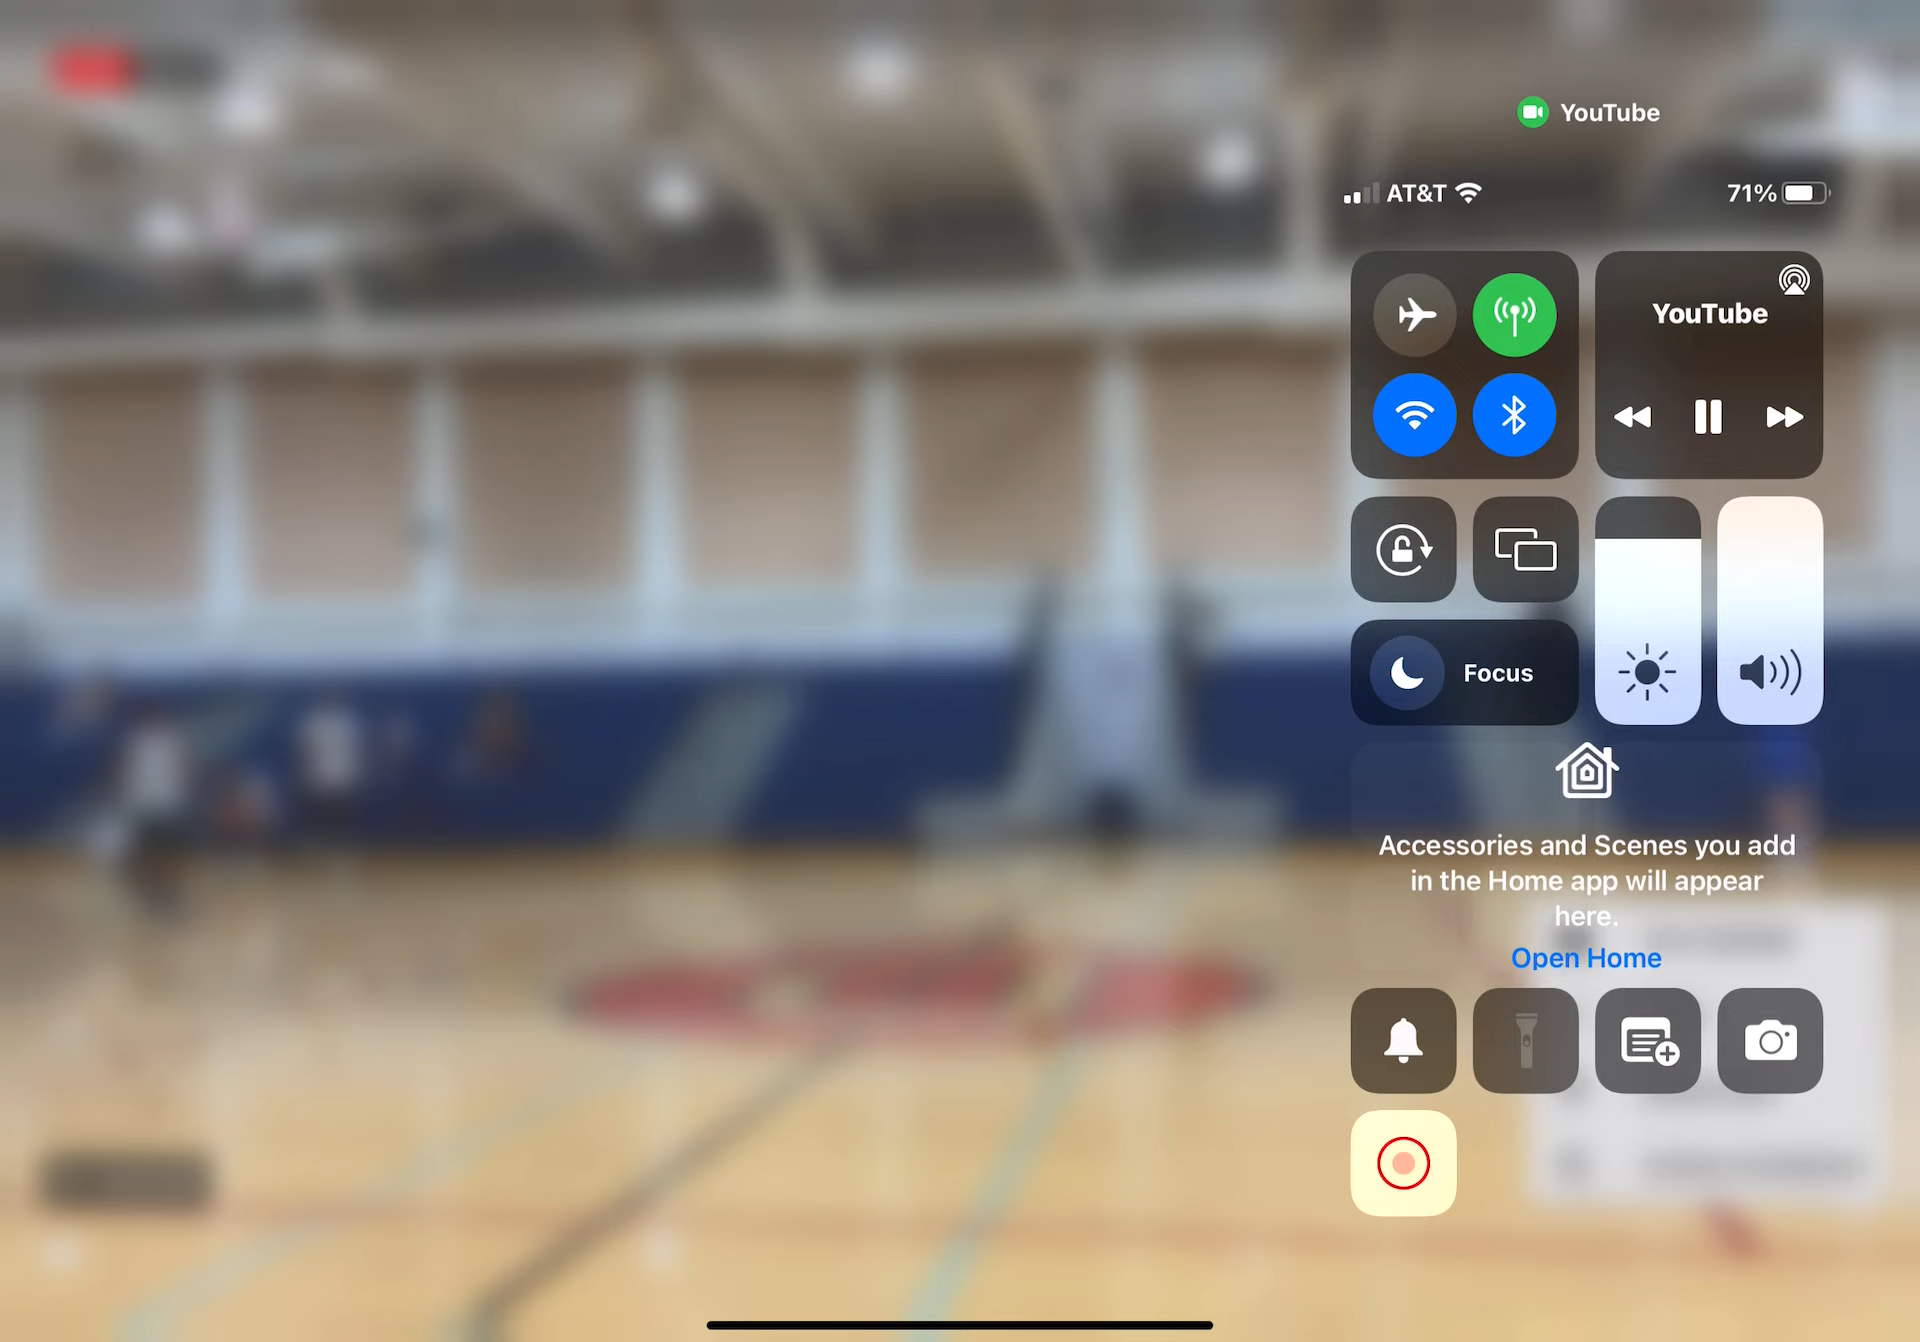 YouTube
AT&T
71%
YouTube
Focus
Accessories and Scenes you add
in the Home app will appear
here.
Open Home